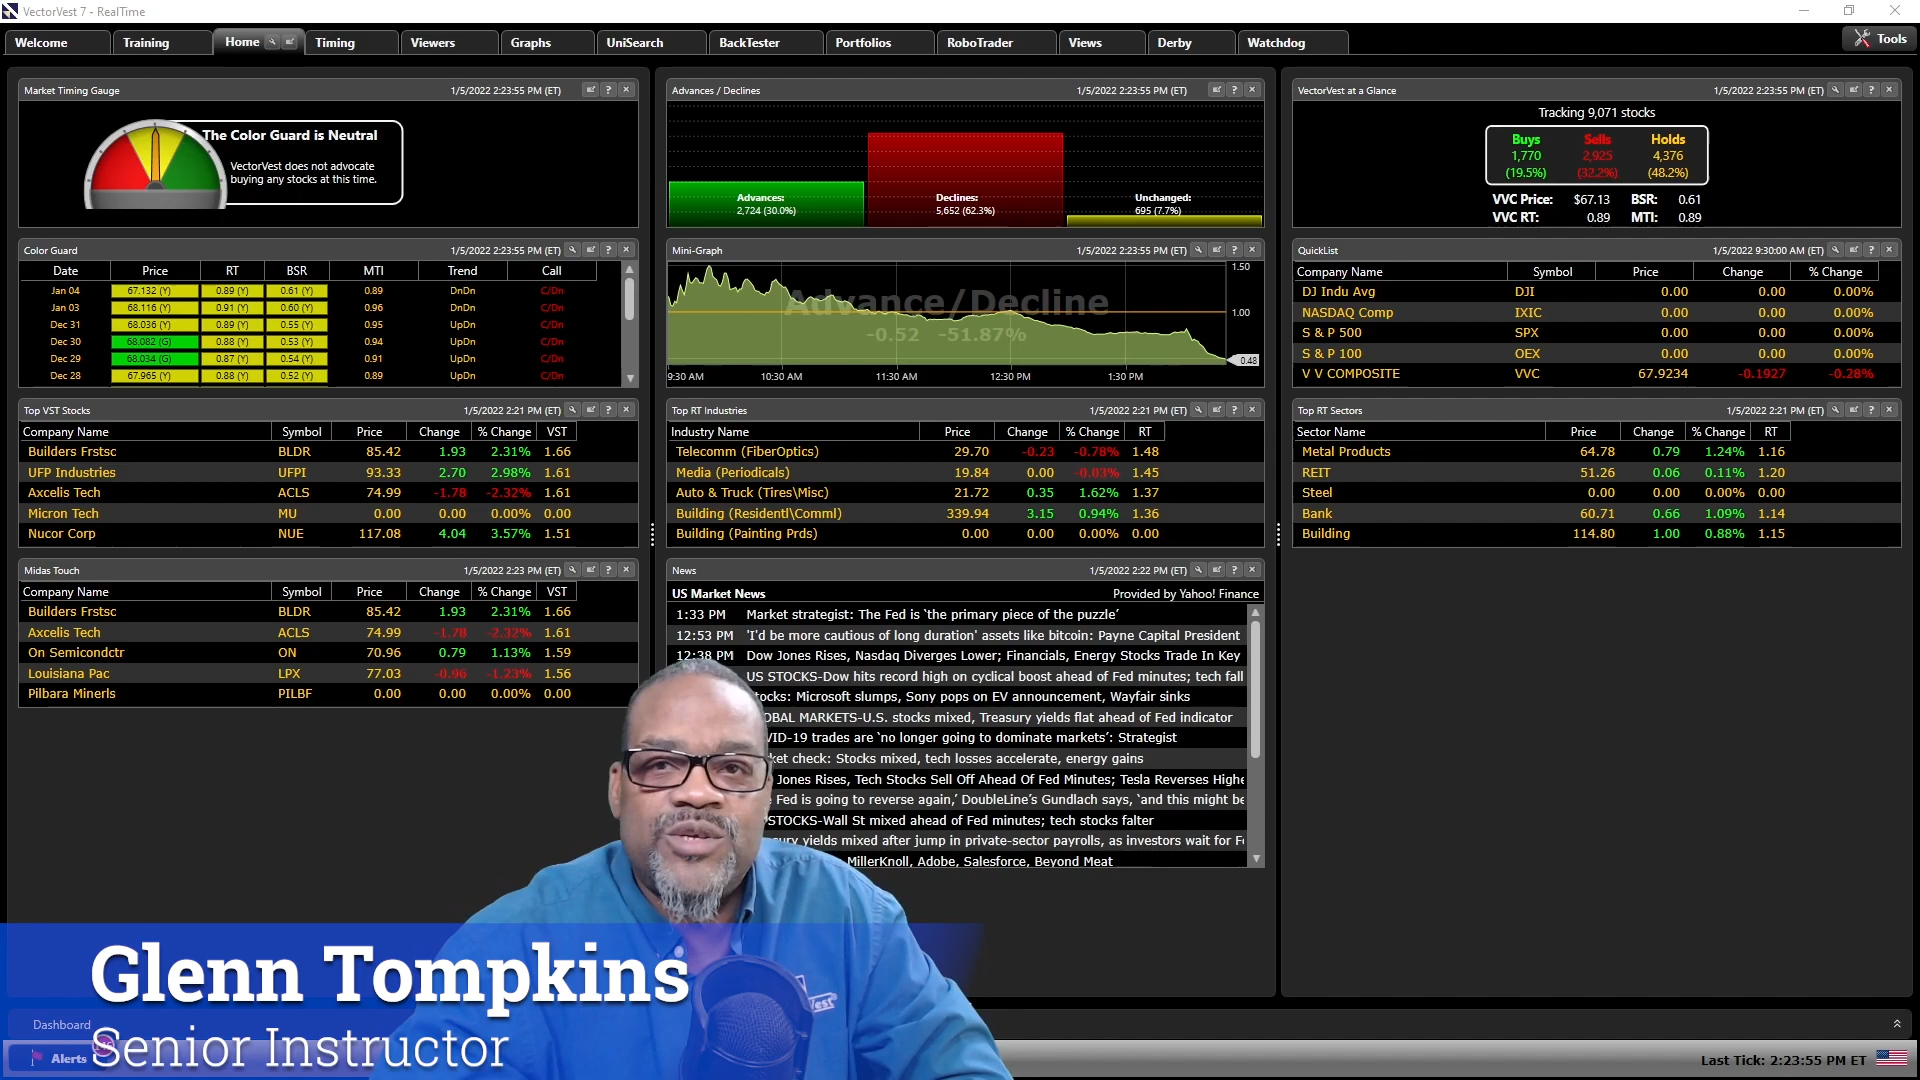 VectorVest 7 - RealTime
Welcome Training Home Timing Viewers Graphs UniSearch BackTester Portfolios RoboTrader Views Derby Watchdog Tools
Market Timing Gauge 1/5/2022 2:23:55 PM (ET)
The Color Guard is Neutral
VectorVest does not advocate
buying any stocks at this time.
Advances / Declines 1/5/2022 2:23:55 PM (ET)
Advances:
2,724 (30.0%)
Declines:
5,652 (62.3%)
Unchanged:
695 (7.7%)
VectorVest at a Glance 1/5/2022 2:23:55 PM (ET)
Tracking 9,071 stocks
Buys Sells Holds
1,770 2,925 4,376
(19.5%) (32.2%) (48.2%)
VVC Price: $67.13 BSR: 0.61
VVC RT: 0.89 MTI: 0.89
Color Guard 1/5/2022 2:23:55 PM (ET)
Date Price RT BSR MTI Trend Call
Jan 04 67.132 (Y) 0.89 (Y) 0.61 (Y) 0.89 DnDn C/Dn
Jan 03 68.116 (Y) 0.91 (Y) 0.60 (Y) 0.96 DnDn C/Dn
Dec 31 68.036 (Y) 0.89 (Y) 0.55 (Y) 0.95 UpDn C/Dn
Dec 30 68.082 (G) 0.88 (Y) 0.53 (Y) 0.94 UpDn C/Dn
Dec 29 68.034 (G) 0.87 (Y) 0.54 (Y) 0.91 UpDn C/Dn
Dec 28 67.965 (Y) 0.88 (Y) 0.52 (Y) 0.89 UpDn C/Dn
Mini-Graph 1/5/2022 2:23:55 PM (ET)
1.50
Advance/Decline
1.00
-0.52 -51.87%
0.48
9:30 AM 10:30 AM 11:30 AM 12:30 PM 1:30 PM
QuickList 1/5/2022 9:30:00 AM (ET)
Company Name Symbol Price Change % Change
DJ Indu Avg DJI 0.00 0.00 0.00%
NASDAQ Comp IXIC 0.00 0.00 0.00%
S & P 500 SPX 0.00 0.00 0.00%
S & P 100 OEX 0.00 0.00 0.00%
V V COMPOSITE VVC 67.9234 -0.1927 -0.28%
Top VST Stocks 1/5/2022 2:21 PM (ET)
Company Name Symbol Price Change % Change VST
Builders Frstsc BLDR 85.42 1.93 2.31% 1.66
UFP Industries UFPI 93.33 2.70 2.98% 1.61
Axcelis Tech ACLS 74.99 -1.78 -2.32% 1.61
Micron Tech MU 0.00 0.00 0.00% 0.00
Nucor Corp NUE 117.08 4.04 3.57% 1.51
Top RT Industries 1/5/2022 2:21 PM (ET)
Industry Name Price Change % Change RT
Telecomm (FiberOptics) 29.70 -0.23 -0.78% 1.48
Media (Periodicals) 19.84 0.00 -0.03% 1.45
Auto & Truck (Tires\Misc) 21.72 0.35 1.62% 1.37
Building (Residentl\Comml) 339.94 3.15 0.94% 1.36
Building (Painting Prds) 0.00 0.00 0.00% 0.00
Top RT Sectors 1/5/2022 2:21 PM (ET)
Sector Name Price Change % Change RT
Metal Products 64.78 0.79 1.24% 1.16
REIT 51.26 0.06 0.11% 1.20
Steel 0.00 0.00 0.00% 0.00
Bank 60.71 0.66 1.09% 1.14
Building 114.80 1.00 0.88% 1.15
Midas Touch 1/5/2022 2:23 PM (ET)
Company Name Symbol Price Change % Change VST
Builders Frstsc BLDR 85.42 1.93 2.31% 1.66
Axcelis Tech ACLS 74.99 -1.78 -2.32% 1.61
On Semicondctr ON 70.96 0.79 1.13% 1.59
Louisiana Pac LPX 77.03 -0.96 -1.23% 1.56
Pilbara Minerls PILBF 0.00 0.00 0.00% 0.00
News 1/5/2022 2:22 PM (ET)
US Market News Provided by Yahoo! Finance
1:33 PM Market strategist: The Fed is ‘the primary piece of the puzzle’
12:53 PM 'I'd be more cautious of long duration' assets like bitcoin: Payne Capital President
12:38 PM Dow Jones Rises, Nasdaq Diverges Lower; Financials, Energy Stocks Trade In Key
US STOCKS-Dow hits record high on cyclical boost ahead of Fed minutes; tech fall
tocks: Microsoft slumps, Sony pops on EV announcement, Wayfair sinks
OBAL MARKETS-U.S. stocks mixed, Treasury yields flat ahead of Fed indicator
VID-19 trades are ‘no longer going to dominate markets’: Strategist
ket check: Stocks mixed, tech losses accelerate, energy gains
Jones Rises, Tech Stocks Sell Off Ahead Of Fed Minutes; Tesla Reverses Highe
Fed is going to reverse again,’ DoubleLine’s Gundlach says, ‘and this might be
STOCKS-Wall St mixed ahead of Fed minutes; tech stocks falter
sury yields mixed after jump in private-sector payrolls, as investors wait for F
MillerKnoll, Adobe, Salesforce, Beyond Meat
Glenn Tompkins
Dashboard
Senior Instructor
Alerts
Last Tick: 2:23:55 PM ET